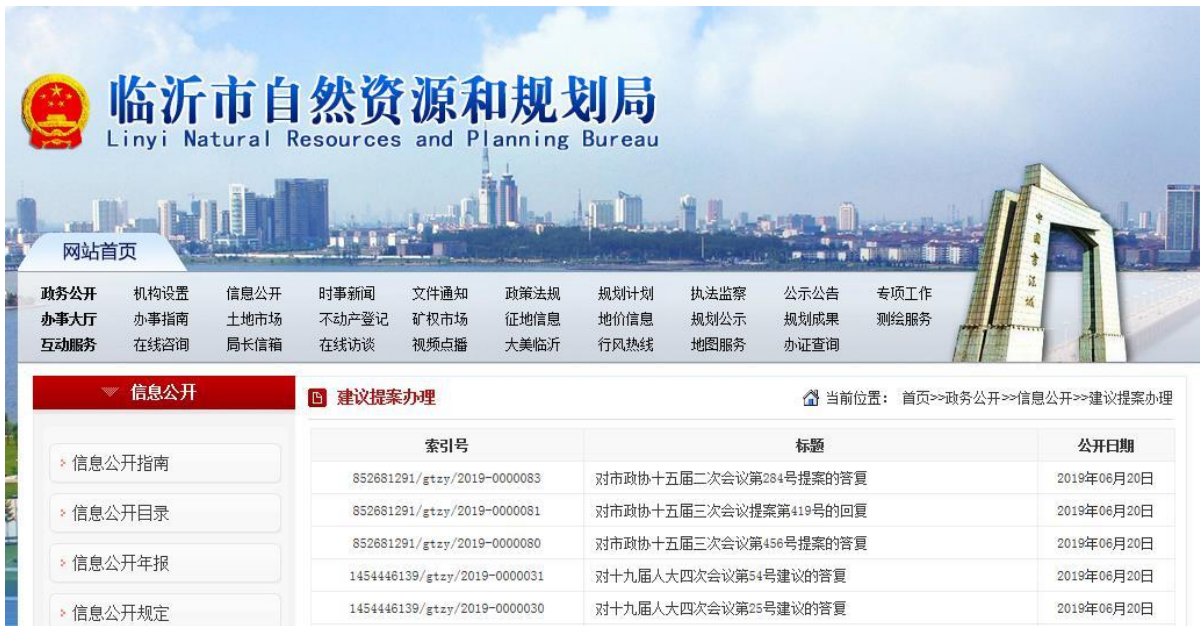 临沂市自然资源和规划局
Linyi Natural Resources and Planning Bureau
中国书法城
网站首页
政务公开 机构设置 信息公开 时事新闻 文件通知 政策法规 规划计划 执法监察 公示公告 专项工作
办事大厅 办事指南 土地市场 不动产登记 矿权市场 征地信息 地价信息 规划公示 规划成果 测绘服务
互动服务 在线咨询 局长信箱 在线访谈 视频点播 大美临沂 行风热线 地图服务 办证查询
信息公开
建议提案办理 当前位置： 首页>>政务公开>>信息公开>>建议提案办理
索引号 标题 公开日期
信息公开指南
852681291/gtzy/2019-0000083 对市政协十五届二次会议第284号提案的答复 2019年06月20日
852681291/gtzy/2019-0000081 对市政协十五届三次会议提案第419号的回复 2019年06月20日
信息公开目录
852681291/gtzy/2019-0000080 对市政协十五届三次会议第456号提案的答复 2019年06月20日
信息公开年报
1454446139/gtzy/2019-0000031 对十九届人大四次会议第54号建议的答复 2019年06月20日
1454446139/gtzy/2019-0000030 对十九届人大四次会议第25号建议的答复 2019年06月20日
信息公开规定